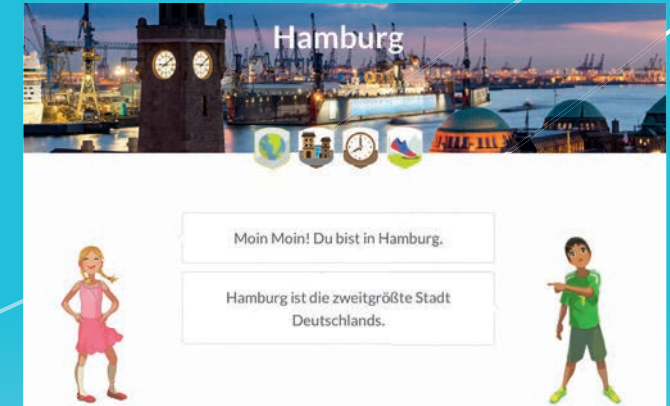 Hamburg
Moin Moin! Du bist in Hamburg.
Hamburg ist die zweitgrößte Stadt
Deutschlands.